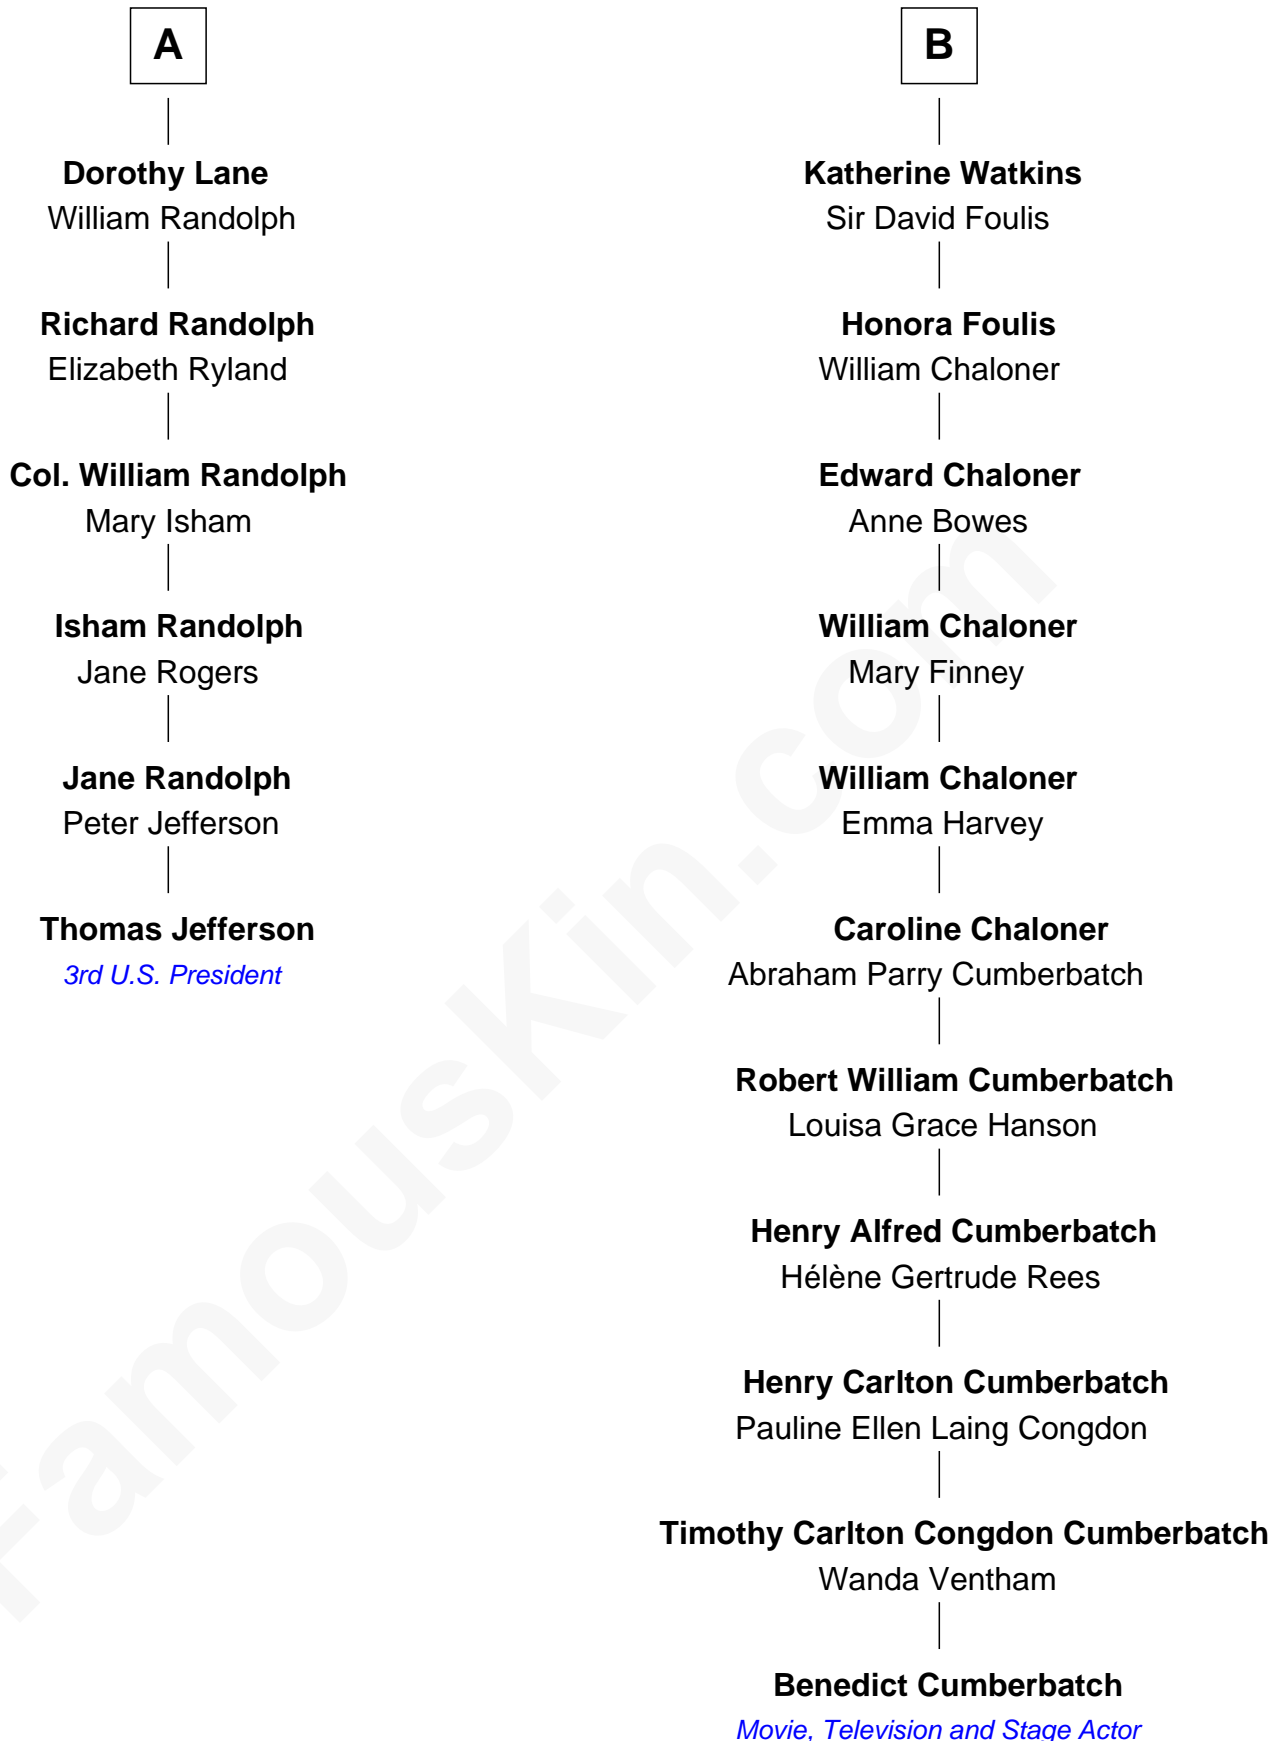 A
Dorothy Lane
William Randolph
Richard Randolph
Elizabeth Ryland
Col. William Randolph
Mary Isham
Isham Randolph
Jane Rogers
Jane Randolph
Peter Jefferson
Thomas Jefferson
3rd U.S. President
B
Katherine Watkins
Sir David Foulis
Honora Foulis
William Chaloner
Edward Chaloner
Anne Bowes
William Chaloner
Mary Finney
William Chaloner
Emma Harvey
Caroline Chaloner
Abraham Parry Cumberbatch
Robert William Cumberbatch
Louisa Grace Hanson
Henry Alfred Cumberbatch
Hélène Gertrude Rees
Henry Carlton Cumberbatch
Pauline Ellen Laing Congdon
Timothy Carlton Congdon Cumberbatch
Wanda Ventham
Benedict Cumberbatch
Movie, Television and Stage Actor
FamousKin.com